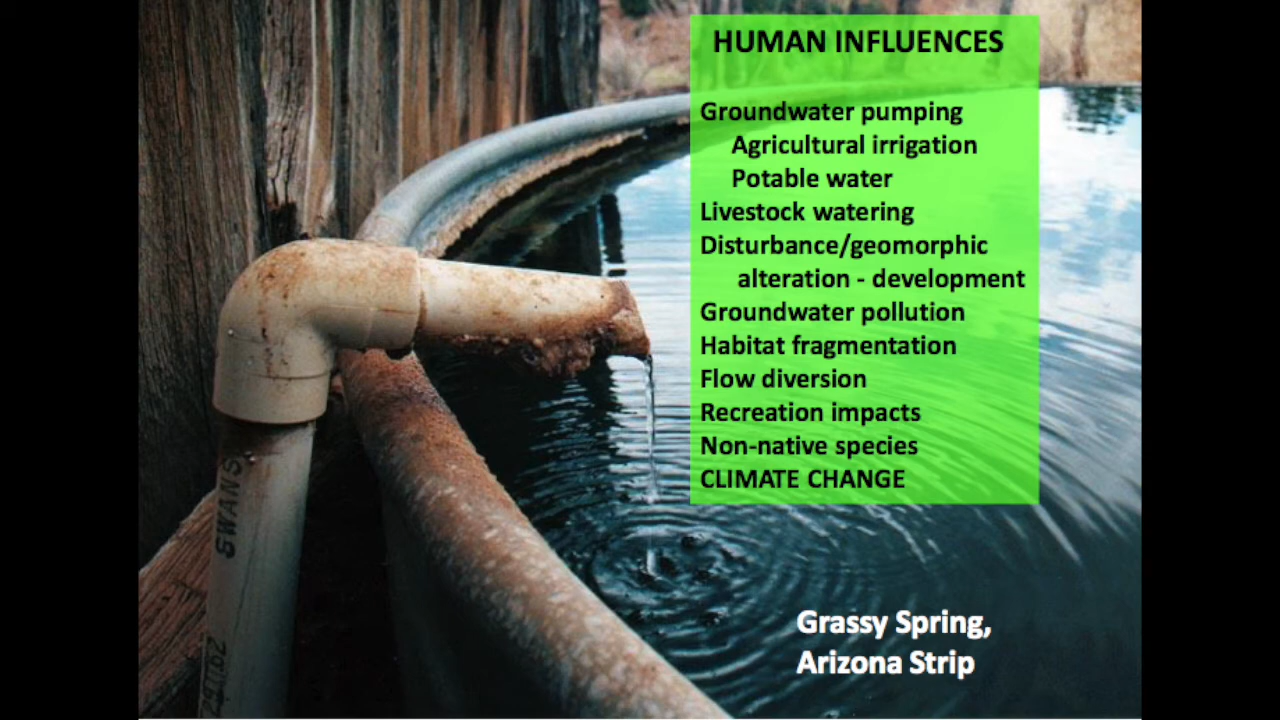 HUMAN INFLUENCES
Groundwater pumping
Agricultural irrigation
Potable water
Livestock watering
Disturbance/geomorphic
alteration - development
Groundwater pollution
Habitat fragmentation
Flow diversion
Recreation impacts
Non-native species
CLIMATE CHANGE
SWANS
Grassy Spring,
Arizona Strip